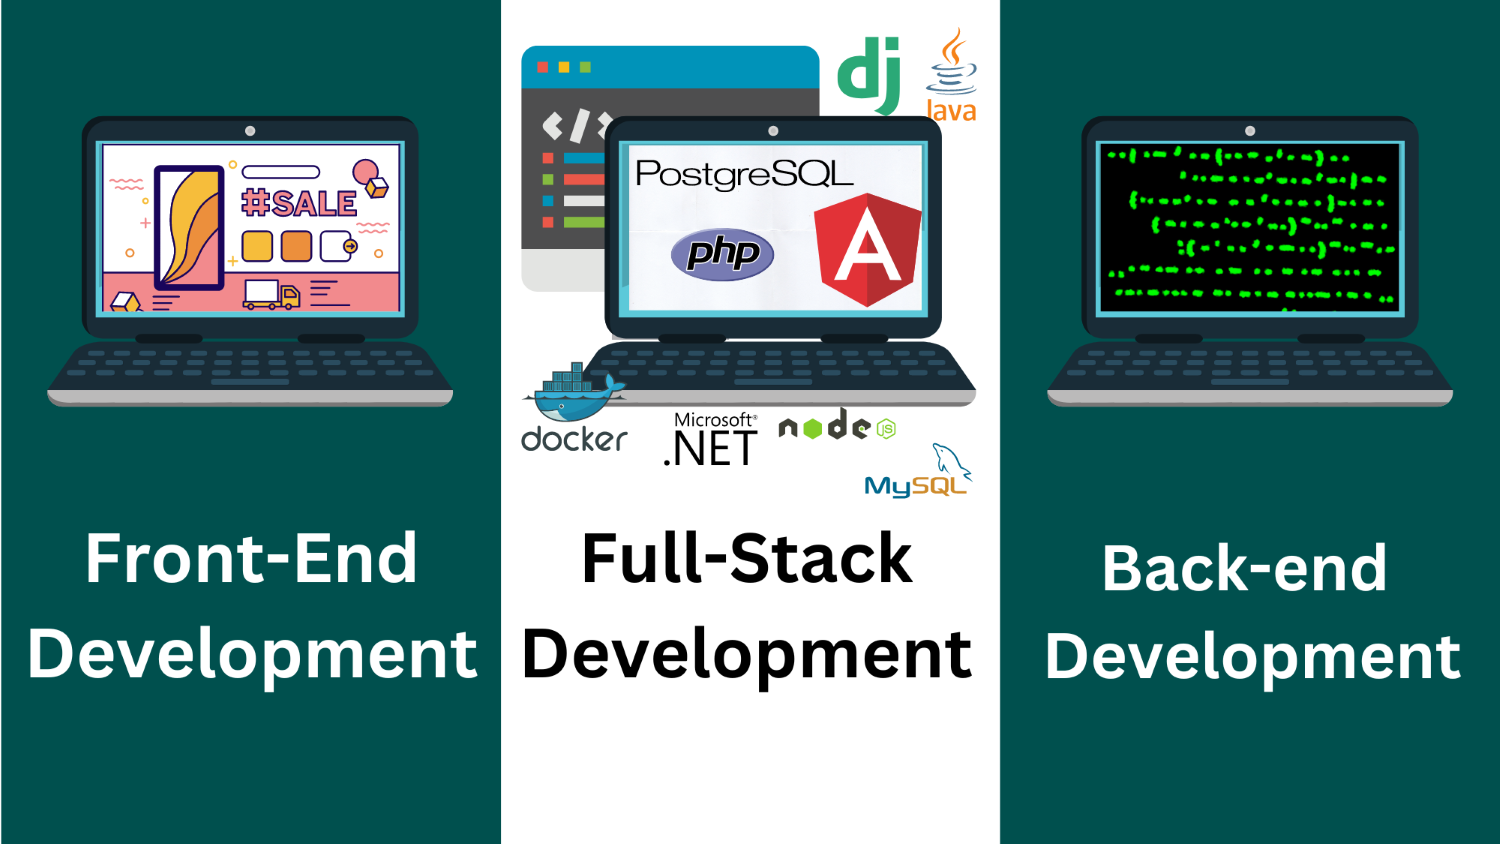 #SALE
Front-End
Development
dj
Java
</>
PostgreSQL
php
A
docker
Microsoft®
.NET
node
JS
MySQL
Full-Stack
Development
Back-end
Development